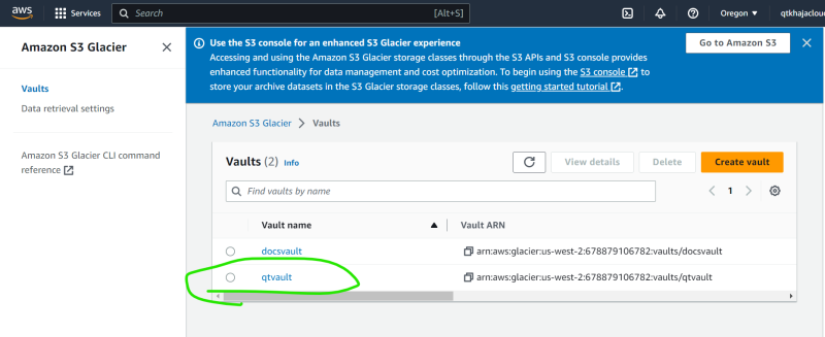 aws
Services
Search
[Alt+S]
Oregon
qtkhajaclou
Amazon S3 Glacier
Vaults
Data retrieval settings
Amazon S3 Glacier CLI command
reference
Use the S3 console for an enhanced S3 Glacier experience
Accessing and using the Amazon S3 Glacier storage classes through the S3 APIs and S3 console provides
enhanced functionality for data management and cost optimization. To begin using the S3 console to
store your archive datasets in the S3 Glacier storage classes, follow this getting started tutorial.
Go to Amazon S3
Amazon S3 Glacier > Vaults
Vaults (2) Info
View details
Delete
Create vault
Find vaults by name
1
Vault name
Vault ARN
docsvault
arn:aws:glacier:us-west-2:678879106782:vaults/docsvault
qtvault
arn:aws:glacier:us-west-2:678879106782:vaults/qtvault